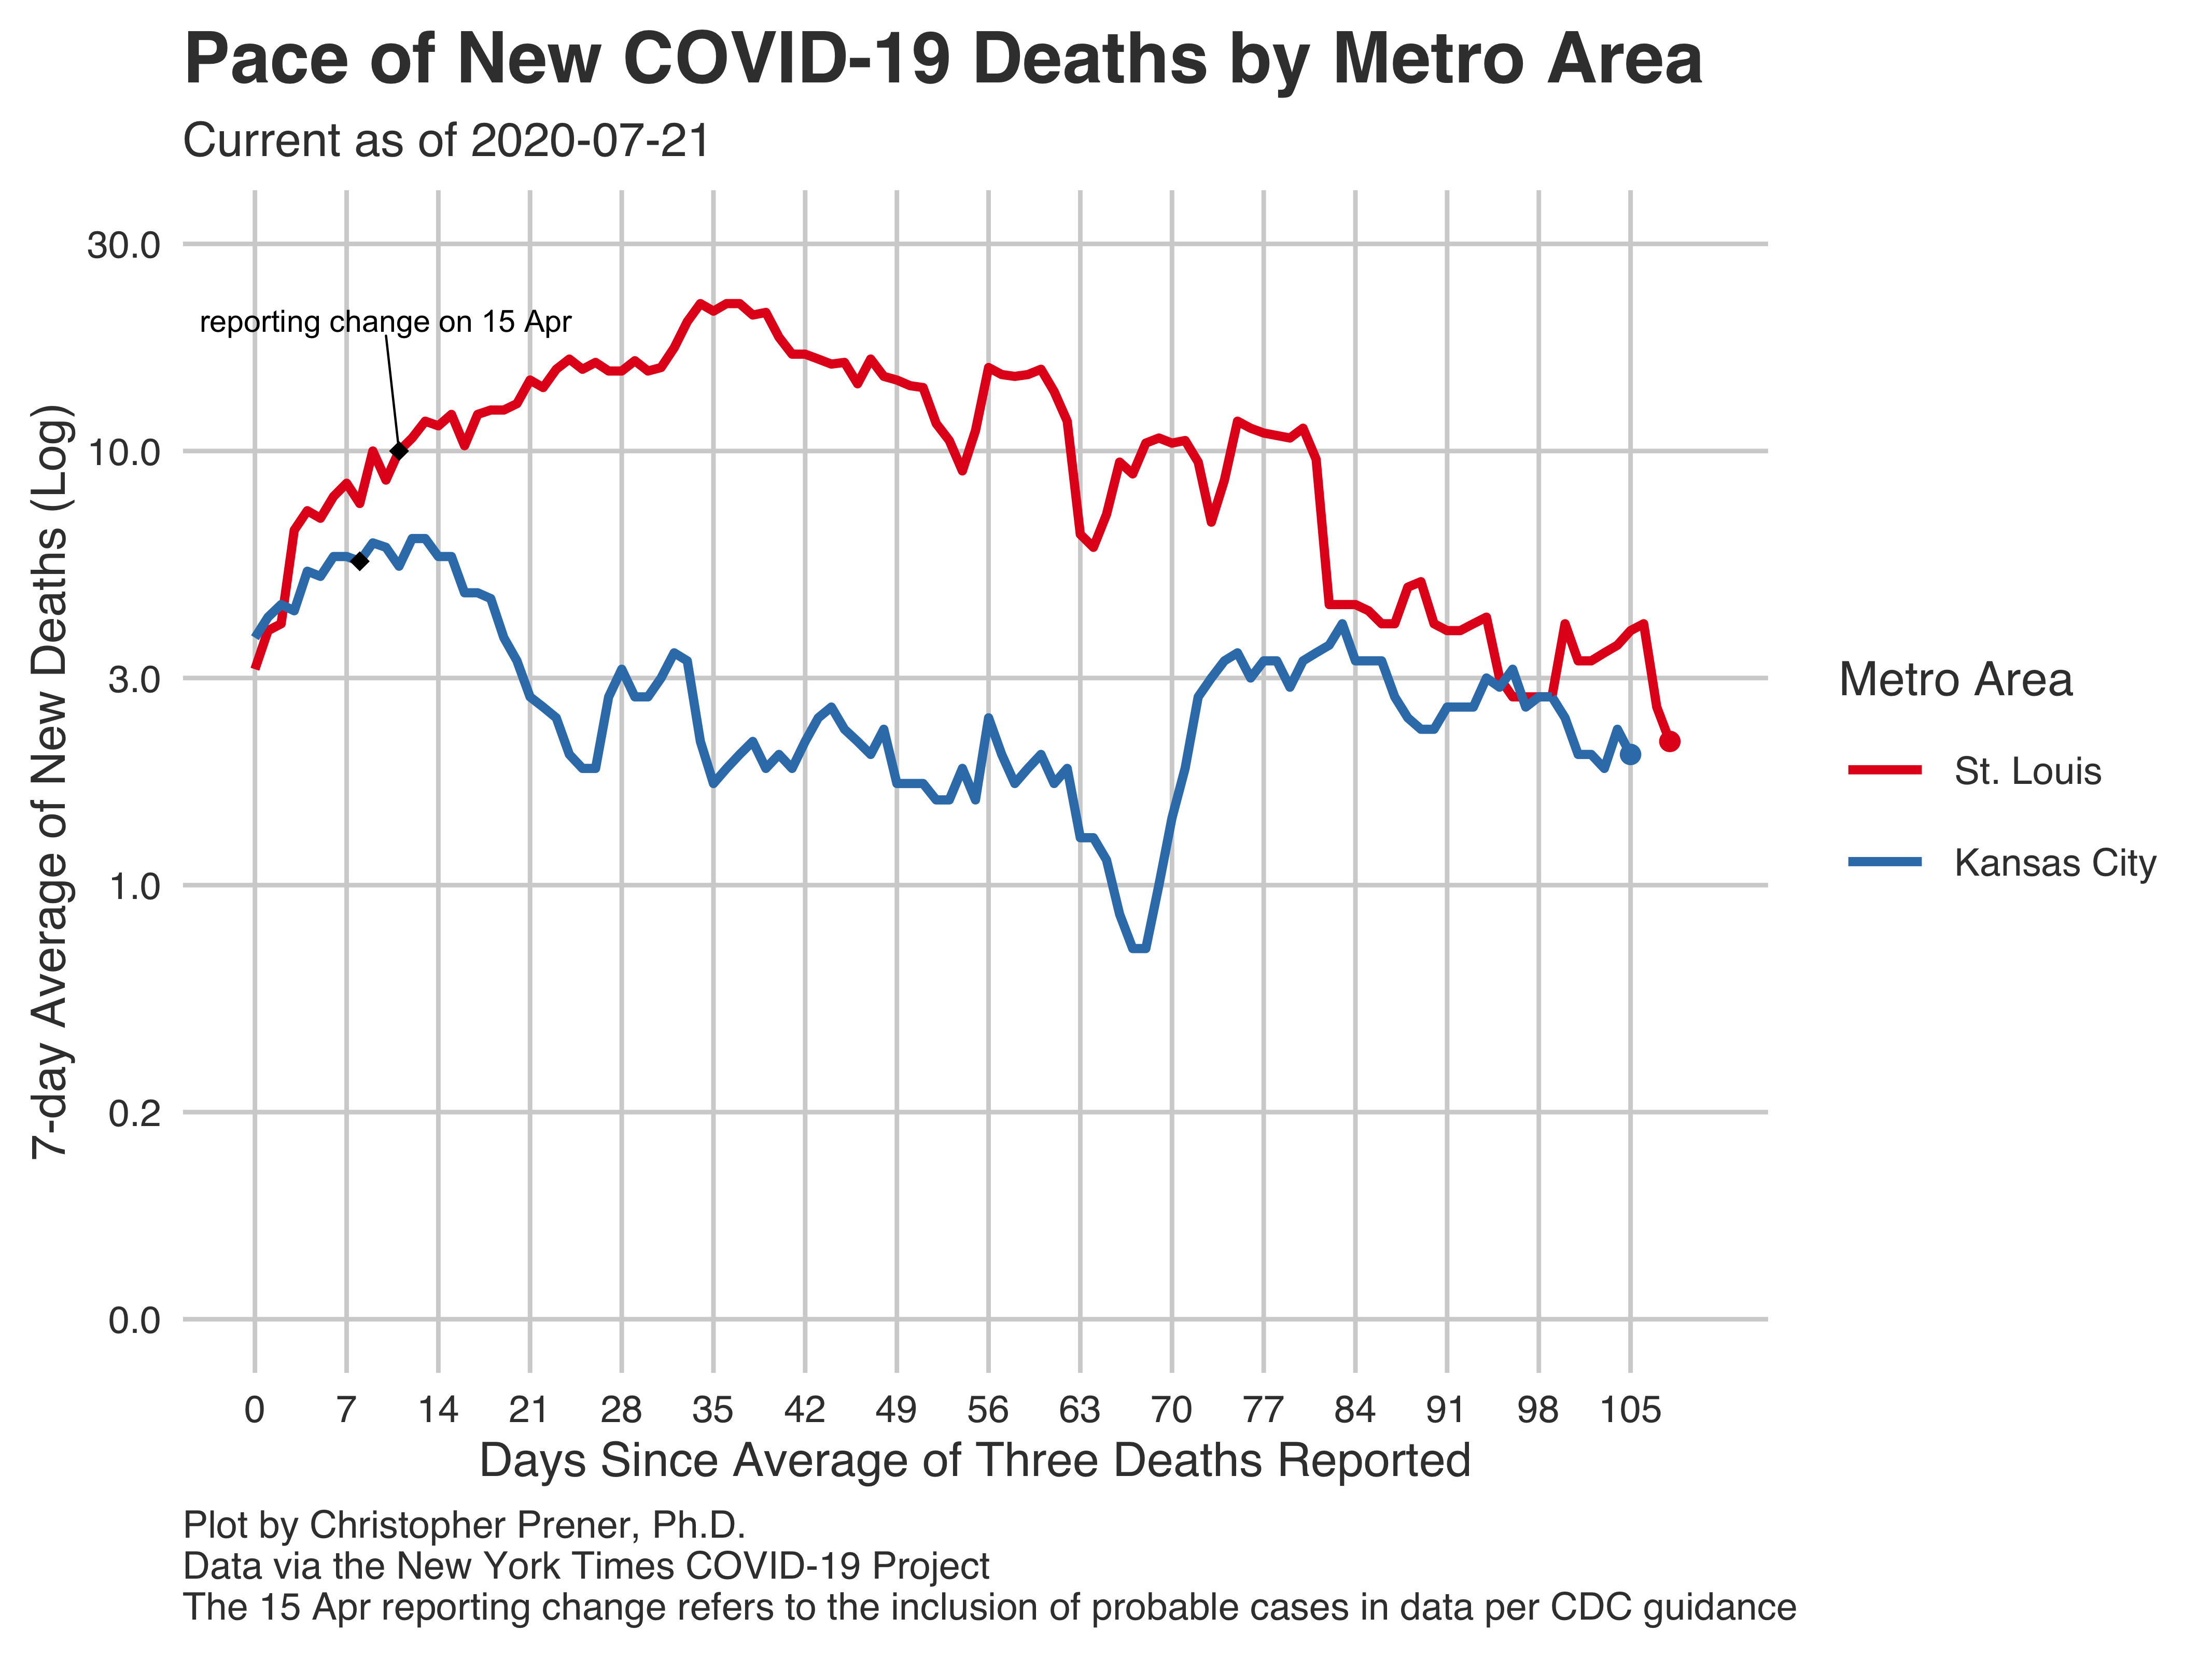 Pace of New COVID-19 Deaths by Metro Area
Current as of 2020-07-21
7-day Average of New Deaths (Log)
30.0
10.0
3.0
1.0
0.2
0.0
reporting change on 15 Apr
0 7 14 21 28 35 42 49 56 63 70 77 84 91 98 105
Days Since Average of Three Deaths Reported
Metro Area
St. Louis
Kansas City
Plot by Christopher Prener, Ph.D.
Data via the New York Times COVID-19 Project
The 15 Apr reporting change refers to the inclusion of probable cases in data per CDC guidance